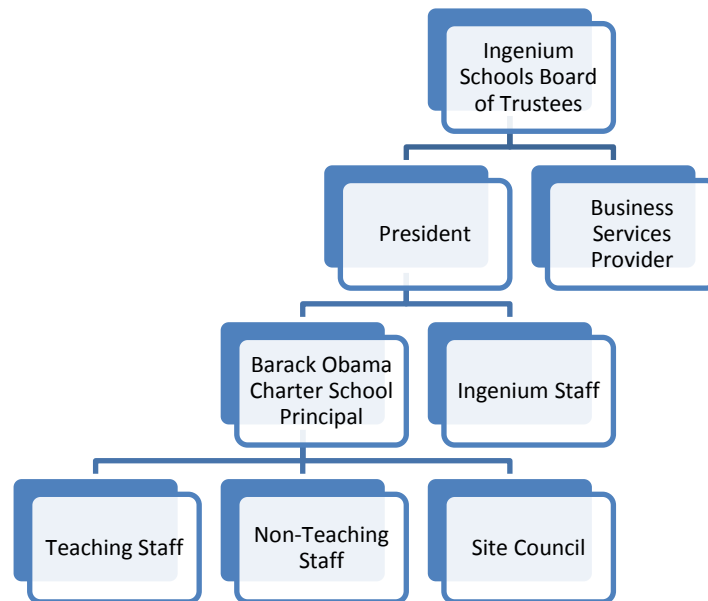 Ingenium
Schools Board
of Trustees
President
Business
Services
Provider
Barack Obama
Charter School
Principal
Ingenium Staff
Teaching Staff
Non-Teaching
Staff
Site Council